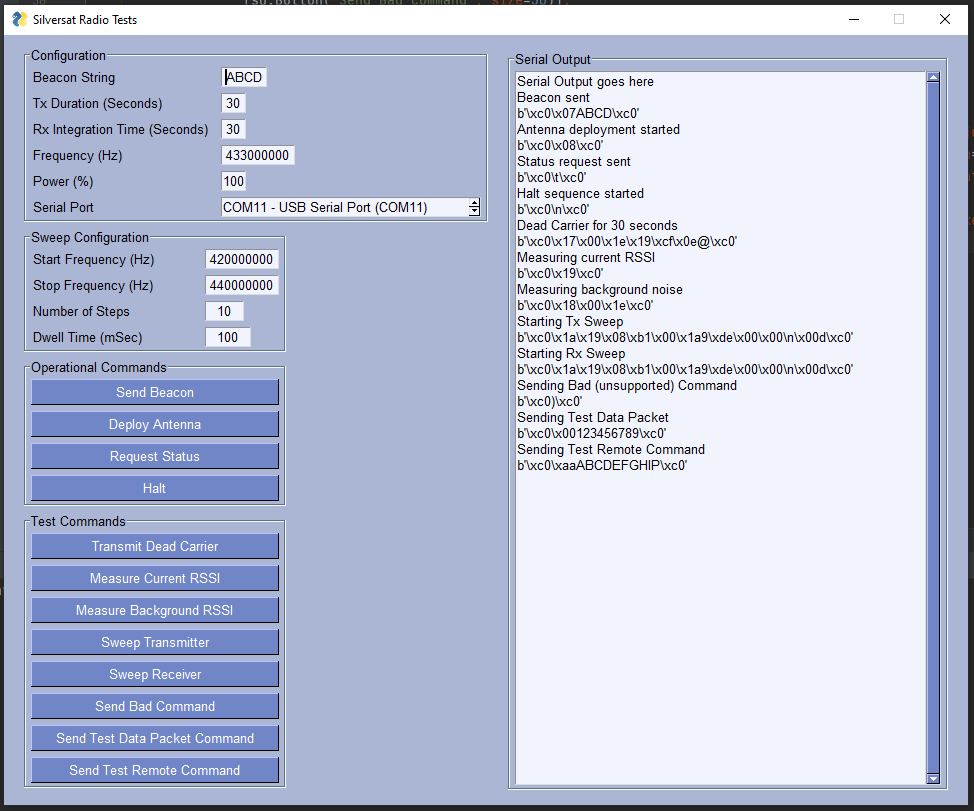 Silversat Radio Tests
Configuration
Beacon String ABCD
Tx Duration (Seconds) 30
Rx Integration Time (Seconds) 30
Frequency (Hz) 433000000
Power (%) 100
Serial Port COM11 - USB Serial Port (COM11)
Sweep Configuration
Start Frequency (Hz) 420000000
Stop Frequency (Hz) 440000000
Number of Steps 10
Dwell Time (mSec) 100
Operational Commands
Send Beacon
Deploy Antenna
Request Status
Halt
Test Commands
Transmit Dead Carrier
Measure Current RSSI
Measure Background RSSI
Sweep Transmitter
Sweep Receiver
Send Bad Command
Send Test Data Packet Command
Send Test Remote Command
Serial Output
Serial Output goes here
Beacon sent
b'\xc0\x07ABCD\xc0'
Antenna deployment started
b'\xc0\x08\xc0'
Status request sent
b'\xc0\t\xc0'
Halt sequence started
b'\xc0\n\xc0'
Dead Carrier for 30 seconds
b'\xc0\x17\x00\x1e\x19\xcf\x0e@\xc0'
Measuring current RSSI
b'\xc0\x19\xc0'
Measuring background noise
b'\xc0\x18\x00\x1e\xc0'
Starting Tx Sweep
b'\xc0\x1a\x19\x08\xb1\x00\x1a9\xde\x00\x00\n\x00d\xc0'
Starting Rx Sweep
b'\xc0\x1a\x19\x08\xb1\x00\x1a9\xde\x00\x00\n\x00d\xc0'
Sending Bad (unsupported) Command
b'\xc0)\xc0'
Sending Test Data Packet
b'\xc0\x00123456789\xc0'
Sending Test Remote Command
b'\xc0\xaaABCDEFGHIP\xc0'